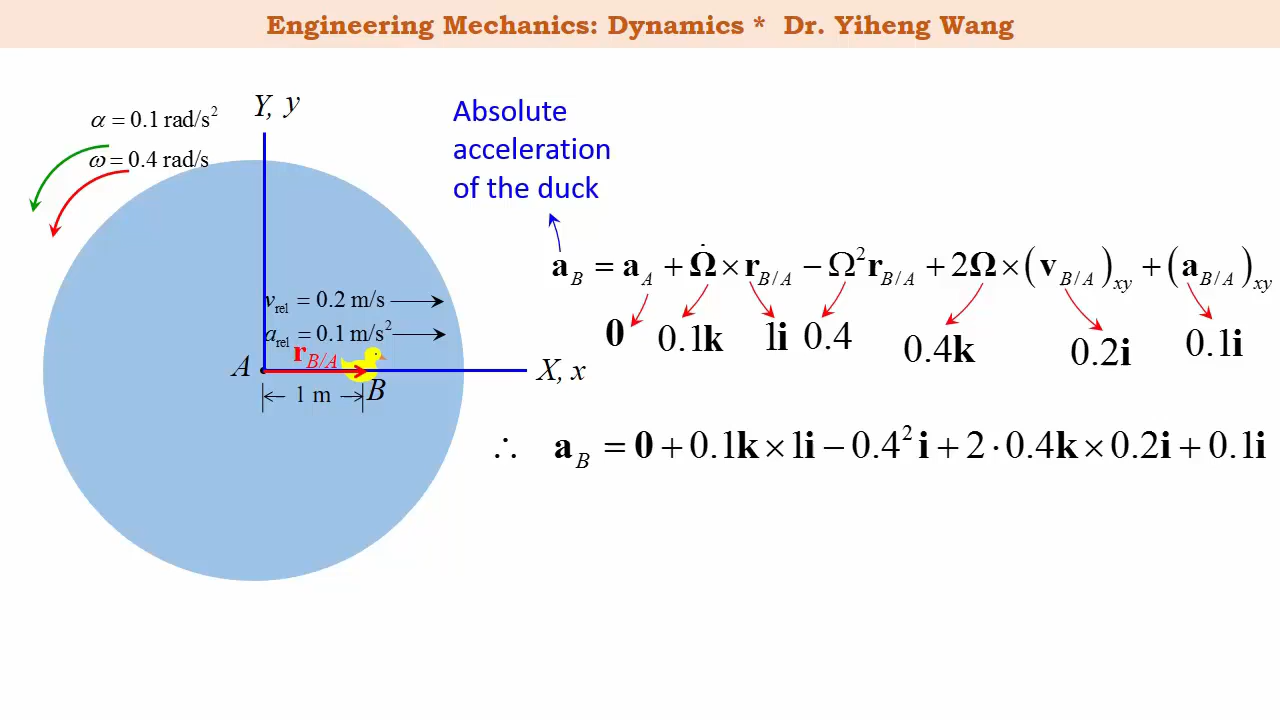 Engineering Mechanics: Dynamics * Dr. Yiheng Wang
α = 0.1 rad/s²
ω = 0.4 rad/s
Y, y
v_rel = 0.2 m/s
a_rel = 0.1 m/s²
r_B/A
A
B
X, x
1 m
Absolute
acceleration
of the duck
a_B = a_A + Ω̇ × r_B/A − Ω² r_B/A + 2Ω × (v_B/A)_xy + (a_B/A)_xy
0 0.1k 1i 0.4 0.4k 0.2i 0.1i
∴ a_B = 0 + 0.1k × 1i − 0.4² i + 2 · 0.4k × 0.2i + 0.1i